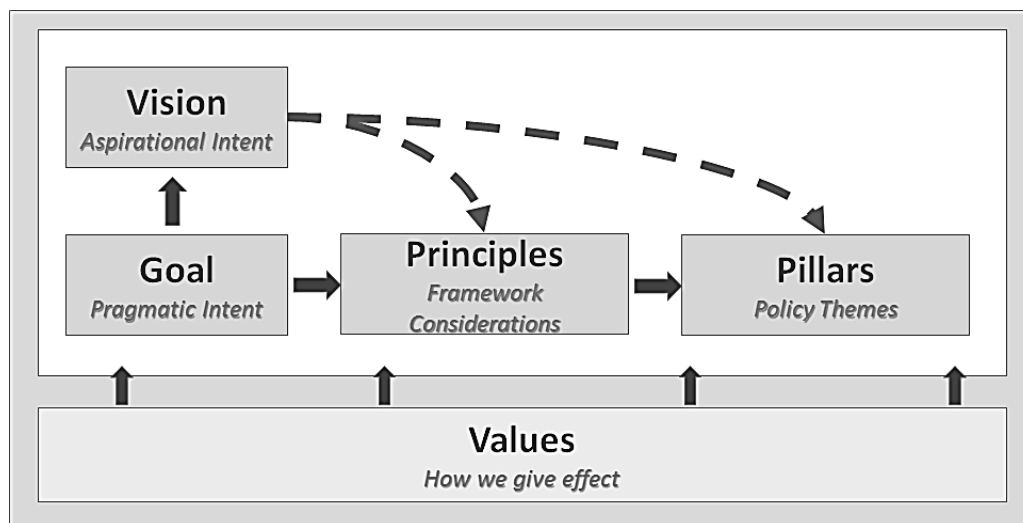 Vision
Aspirational Intent
Goal
Pragmatic Intent
Principles
Framework
Considerations
Pillars
Policy Themes
Values
How we give effect